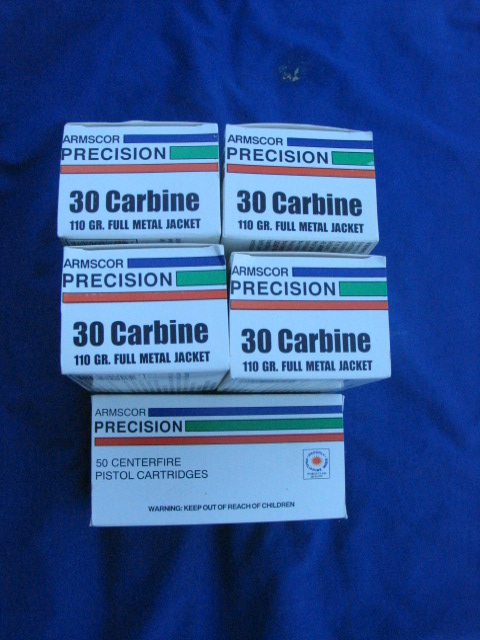 ARMSCOR
PRECISION
30 Carbine
110 GR. FULL METAL JACKET
ARMSCOR
PRECISION
30 Carbine
110 GR. FULL METAL JACKET
ARMSCOR
PRECISION
30 Carbine
110 GR. FULL METAL JACKET
ARMSCOR
PRECISION
30 Carbine
110 GR. FULL METAL JACKET
ARMSCOR
PRECISION
50 CENTERFIRE
PISTOL CARTRIDGES
WARNING: KEEP OUT OF REACH OF CHILDREN